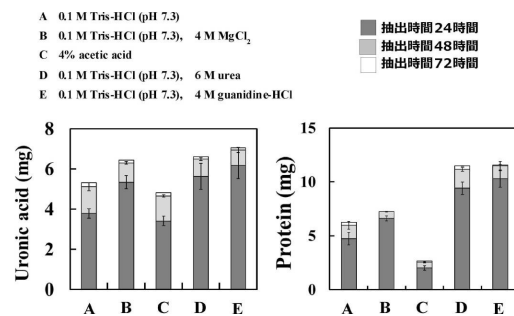 A 0.1 M Tris-HCl (pH 7.3)
B 0.1 M Tris-HCl (pH 7.3), 4 M MgCl2
C 4% acetic acid
D 0.1 M Tris-HCl (pH 7.3), 6 M urea
E 0.1 M Tris-HCl (pH 7.3), 4 M guanidine-HCl
抽出時間24時間
抽出時間48時間
抽出時間72時間
Uronic acid (mg)
8
6
4
2
0
A B C D E
Protein (mg)
15
10
5
0
A B C D E